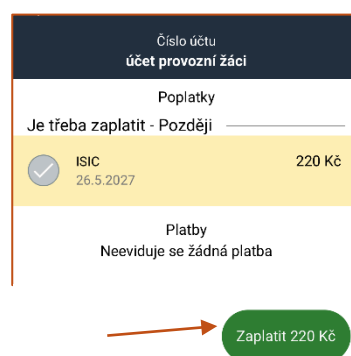 Číslo účtu
účet provozní žáci
Poplatky
Je třeba zaplatit - Později
ISIC 220 Kč
26.5.2027
Platby
Neeviduje se žádná platba
Zaplatit 220 Kč